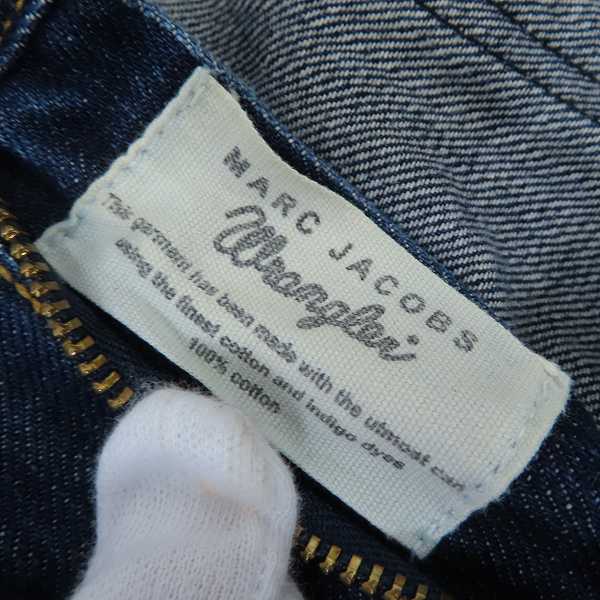 MARC JACOBS
Wrangler
This garment has been made with the utmost care
using the finest cotton and indigo dyes
100% cotton